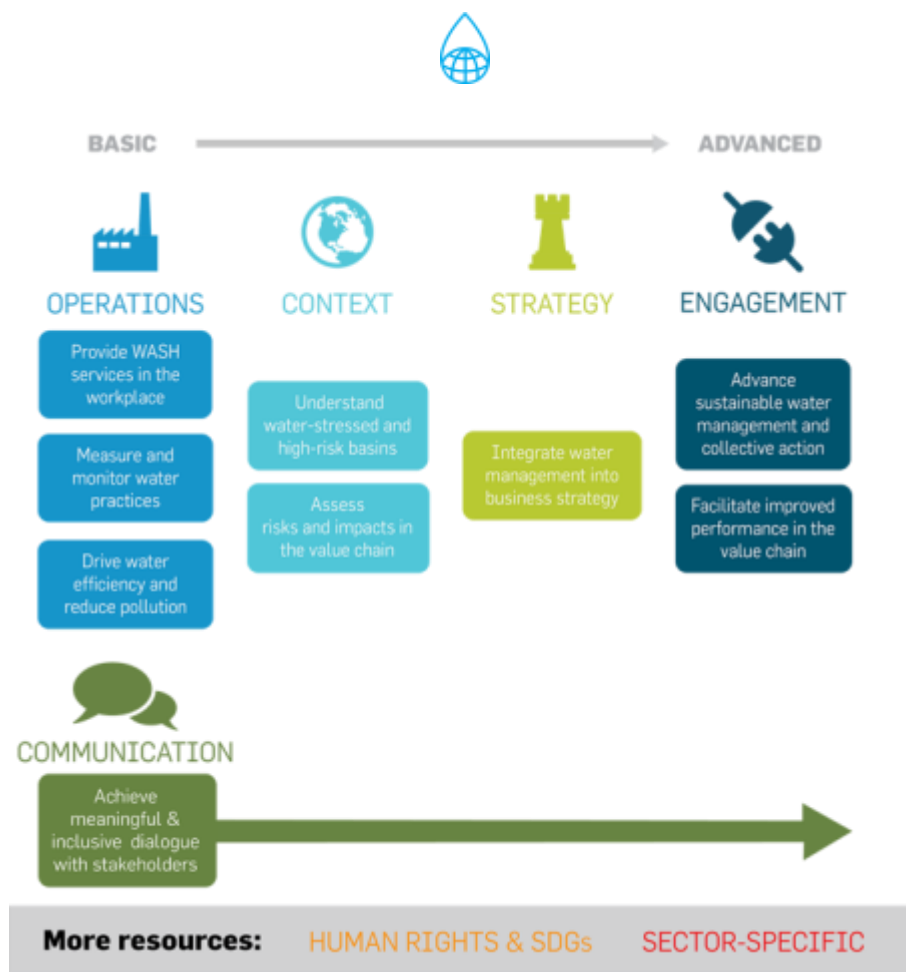 BASIC
ADVANCED
OPERATIONS
CONTEXT
STRATEGY
ENGAGEMENT
Provide WASH
services in the
workplace
Measure and
monitor water
practices
Drive water
efficiency and
reduce pollution
Understand
water-stressed and
high-risk basins
Assess
risks and impacts in
the value chain
Integrate water
management into
business strategy
Advance
sustainable water
management and
collective action
Facilitate improved
performance in the
value chain
COMMUNICATION
Achieve
meaningful &
inclusive dialogue
with stakeholders
More resources:
HUMAN RIGHTS & SDGs
SECTOR-SPECIFIC